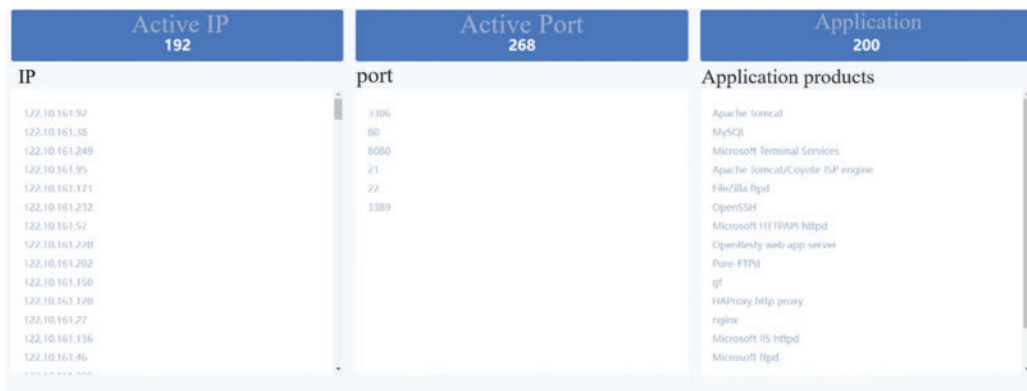 Active IP
192
Active Port
268
Application
200
IP
port
Application products
122.10.161.92
122.10.161.38
122.10.161.249
122.10.161.95
122.10.161.171
122.10.161.232
122.10.161.57
122.10.161.220
122.10.161.202
122.10.161.150
122.10.161.120
122.10.161.27
122.10.161.136
122.10.161.46
3306
80
8080
21
22
3389
Apache Tomcat
MySQL
Microsoft Terminal Services
Apache Tomcat/Coyote JSP engine
FileZilla ftpd
OpenSSH
Microsoft HTTPAPI httpd
OpenResty web app server
Pure-FTPd
gf
HAProxy http proxy
nginx
Microsoft IIS httpd
Microsoft ftpd